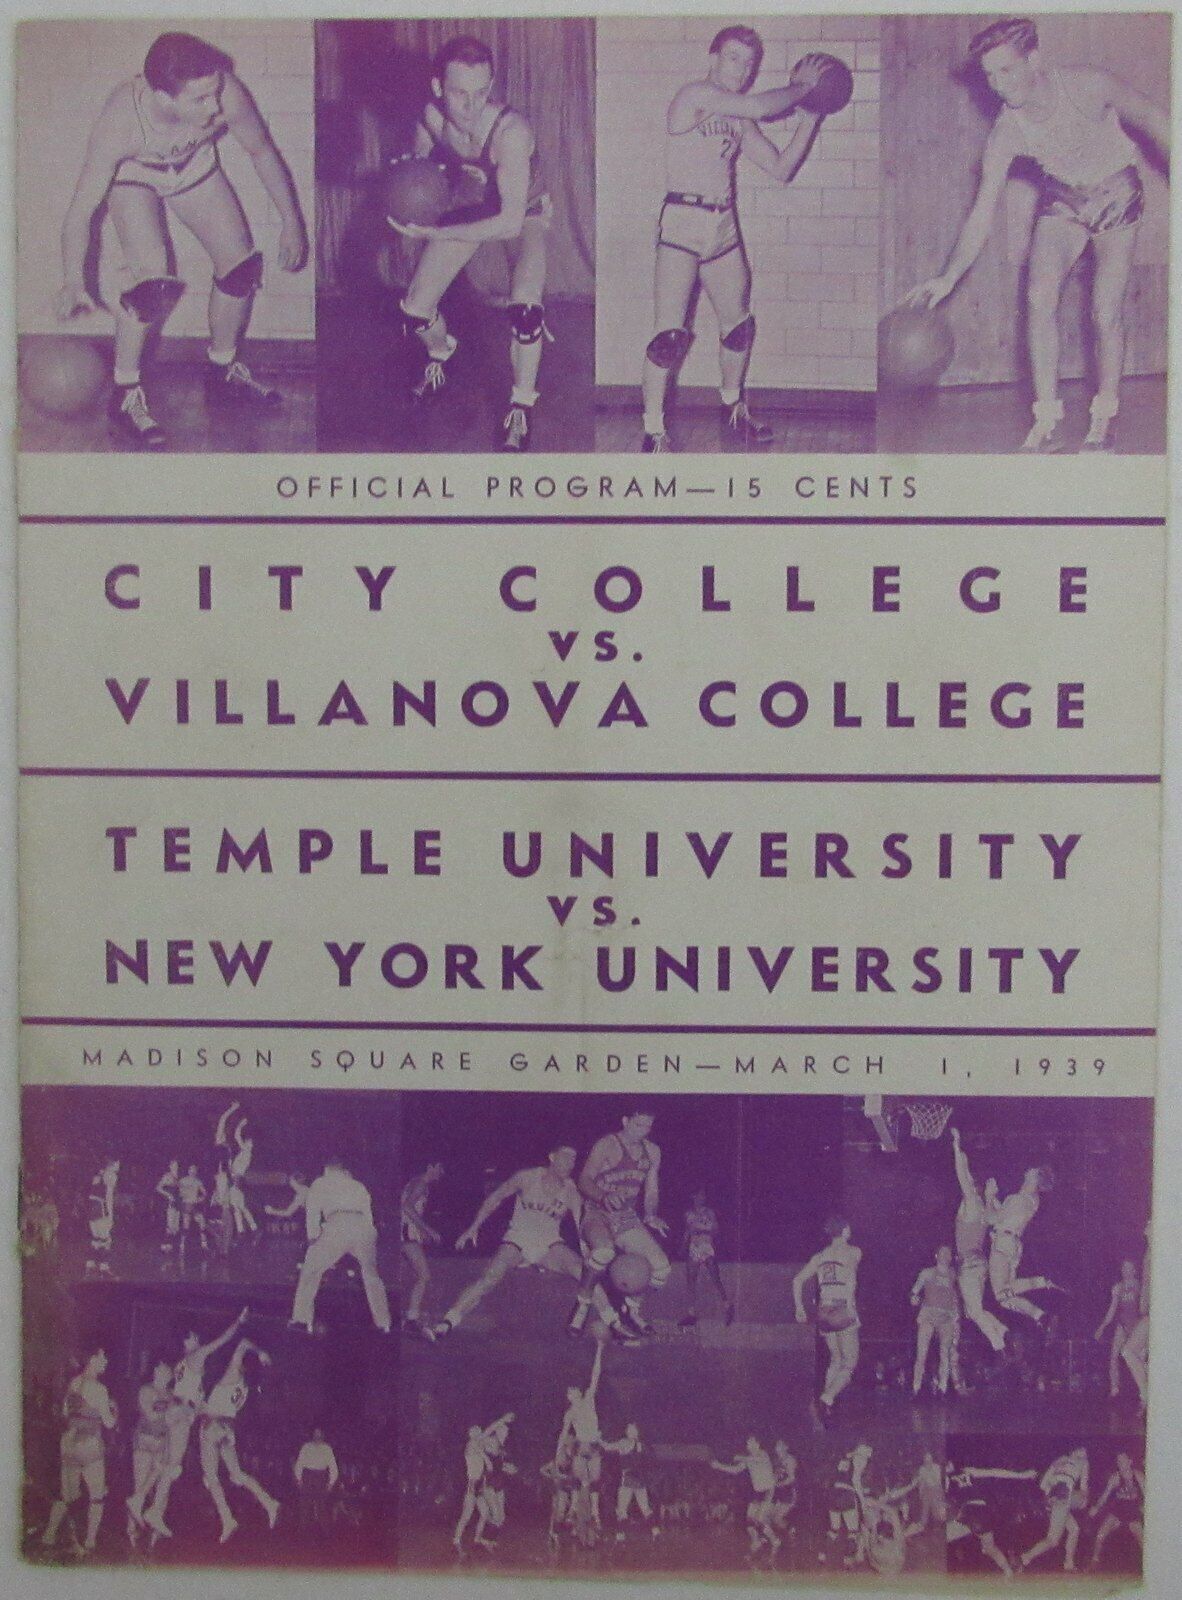 OFFICIAL PROGRAM—15 CENTS
CITY COLLEGE
VS.
VILLANOVA COLLEGE
TEMPLE UNIVERSITY
VS.
NEW YORK UNIVERSITY
MADISON SQUARE GARDEN—MARCH 1, 1939